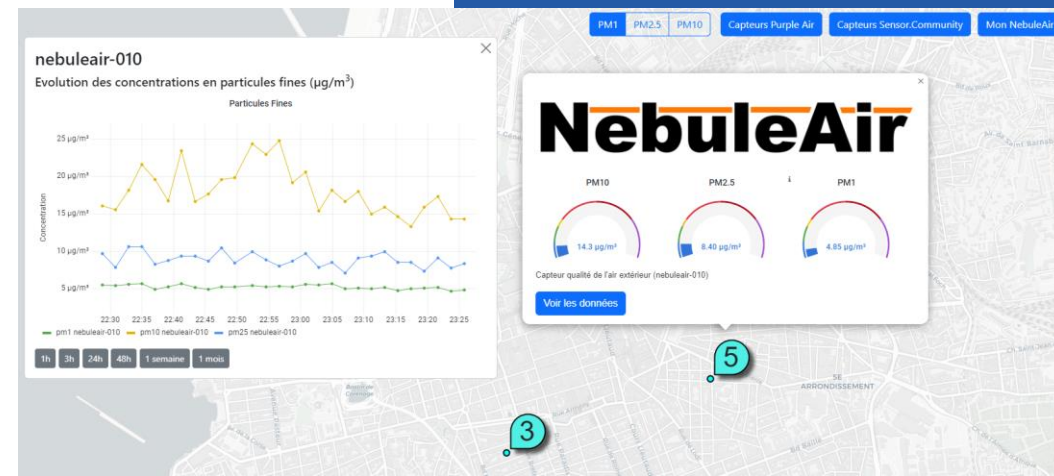 PM1 PM2.5 PM10 Capteurs Purple Air Capteurs Sensor.Community Mon NebuleAir
nebuleair-010
Evolution des concentrations en particules fines (µg/m³)
Particules Fines
25 µg/m³
20 µg/m³
15 µg/m³
10 µg/m³
5 µg/m³
Concentration
22:30 22:35 22:40 22:45 22:50 22:55 23:00 23:05 23:10 23:15 23:20 23:25
pm1 nebuleair-010 pm10 nebuleair-010 pm25 nebuleair-010
1h 3h 24h 48h 1 semaine 1 mois
NebuleAir
PM10 PM2.5 i PM1
14.3 µg/m³ 8.40 µg/m³ 4.85 µg/m³
Capteur qualité de l'air extérieur (nebuleair-010)
Voir les données
5
5E
ARRONDISSEMENT
3